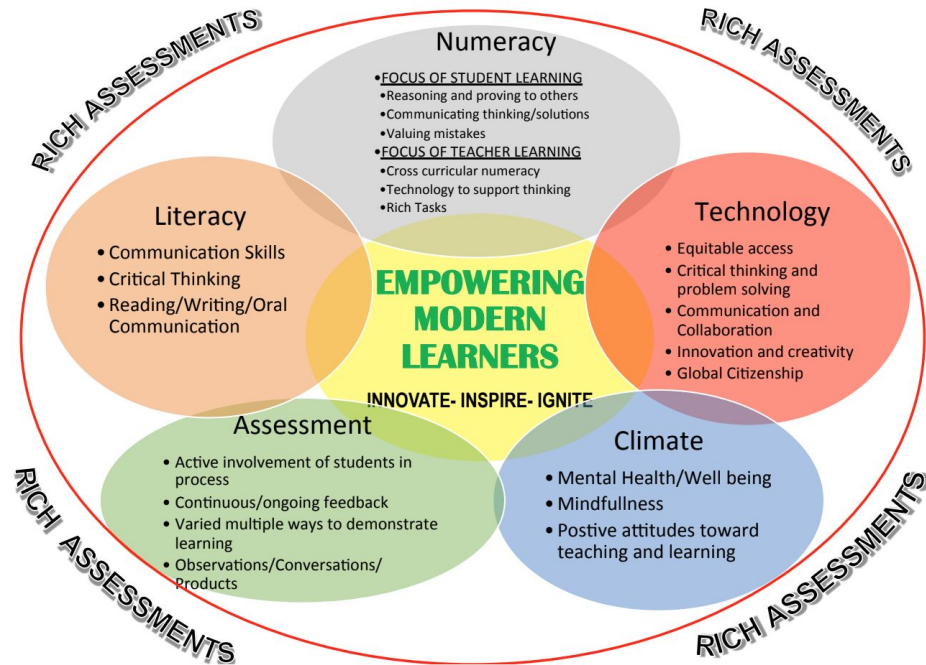 RICH ASSESSMENTS
RICH ASSESSMENTS
Numeracy
•FOCUS OF STUDENT LEARNING
•Reasoning and proving to others
•Communicating thinking/solutions
•Valuing mistakes
•FOCUS OF TEACHER LEARNING
•Cross curricular numeracy
•Technology to support thinking
•Rich Tasks
Literacy
• Communication Skills
• Critical Thinking
• Reading/Writing/Oral
Communication
EMPOWERING
MODERN
LEARNERS
INNOVATE- INSPIRE- IGNITE
Technology
• Equitable access
• Critical thinking and
problem solving
• Communication and
Collaboration
• Innovation and creativity
• Global Citizenship
Assessment
• Active involvement of students in
process
• Continuous/ongoing feedback
• Varied multiple ways to demonstrate
learning
• Observations/Conversations/
Products
Climate
• Mental Health/Well being
• Mindfullness
• Postive attitudes toward
teaching and learning
RICH ASSESSMENTS
RICH ASSESSMENTS